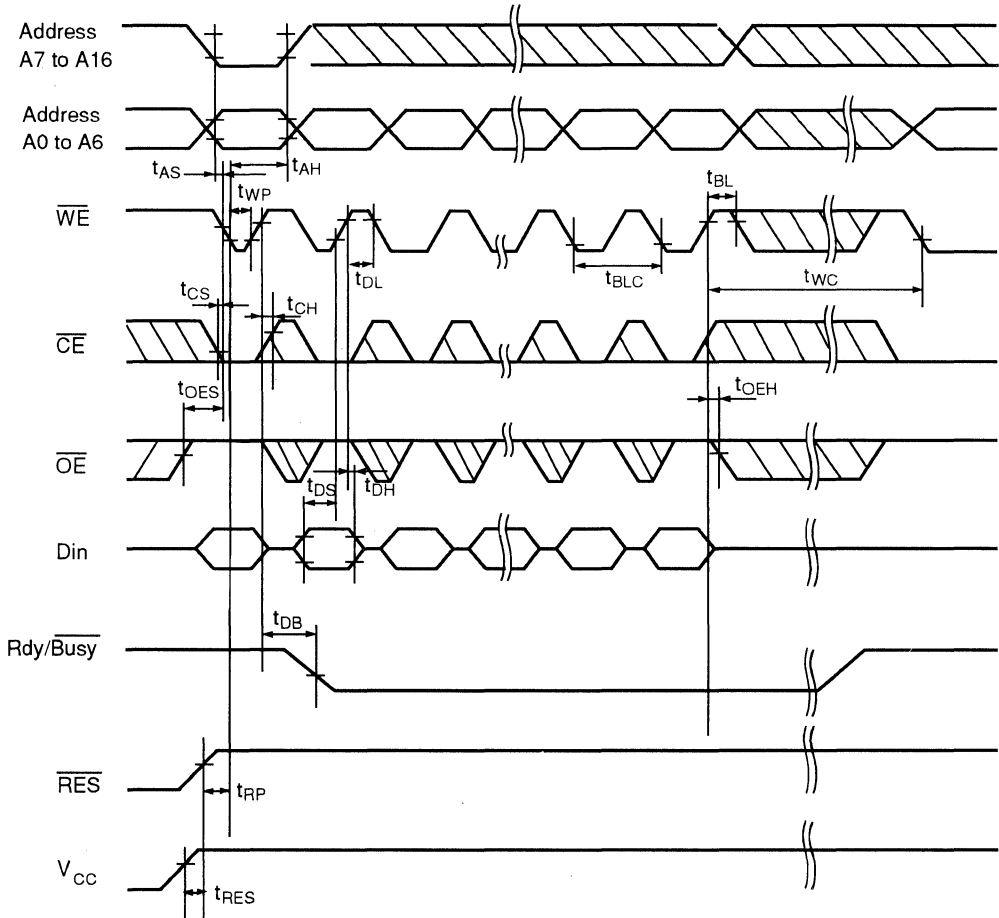 Address
A7 to A16
Address
A0 to A6
tAS
tAH
tWP
tBL
WE
tDL
tBLC
tWC
tCS
tCH
CE
tOES
tOEH
OE
tDS
tDH
Din
tDB
Rdy/Busy
RES
tRP
VCC
tRES